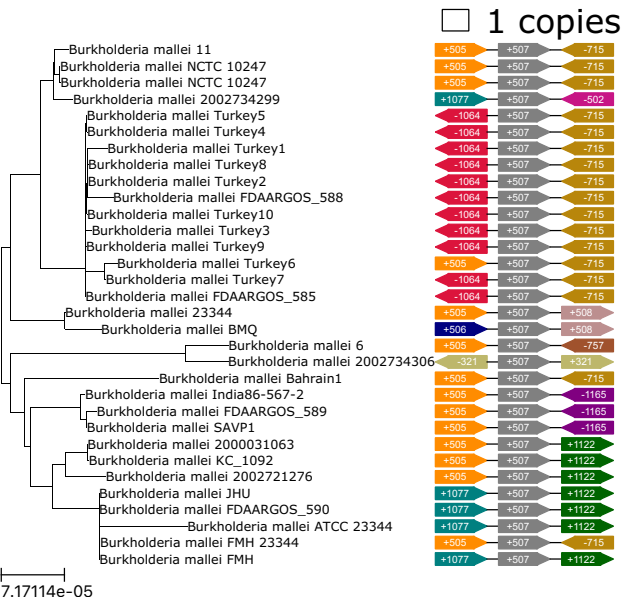 1 copies
Burkholderia mallei 11 +505 +507 -715
Burkholderia mallei NCTC 10247 +505 +507 -715
Burkholderia mallei NCTC 10247 +505 +507 -715
Burkholderia mallei 2002734299 +1077 +507 -502
Burkholderia mallei Turkey5 -1064 +507 -715
Burkholderia mallei Turkey4 -1064 +507 -715
Burkholderia mallei Turkey1 -1064 +507 -715
Burkholderia mallei Turkey8 -1064 +507 -715
Burkholderia mallei Turkey2 -1064 +507 -715
Burkholderia mallei FDAARGOS_588 -1064 +507 -715
Burkholderia mallei Turkey10 -1064 +507 -715
Burkholderia mallei Turkey3 -1064 +507 -715
Burkholderia mallei Turkey9 -1064 +507 -715
Burkholderia mallei Turkey6 +505 +507 -715
Burkholderia mallei Turkey7 -1064 +507 -715
Burkholderia mallei FDAARGOS_585 -1064 +507 -715
Burkholderia mallei 23344 +505 +507 +508
Burkholderia mallei BMQ +506 +507 +508
Burkholderia mallei 6 +505 +507 -757
Burkholderia mallei 2002734306 -321 +507 +321
Burkholderia mallei Bahrain1 +505 +507 -715
Burkholderia mallei India86-567-2 +505 +507 -1165
Burkholderia mallei FDAARGOS_589 +505 +507 -1165
Burkholderia mallei SAVP1 +505 +507 -1165
Burkholderia mallei 2000031063 +505 +507 +1122
Burkholderia mallei KC_1092 +505 +507 +1122
Burkholderia mallei 2002721276 +505 +507 +1122
Burkholderia mallei JHU +1077 +507 +1122
Burkholderia mallei FDAARGOS_590 +1077 +507 +1122
Burkholderia mallei ATCC 23344 +1077 +507 +1122
Burkholderia mallei FMH 23344 +505 +507 -715
Burkholderia mallei FMH +1077 +507 +1122
7.17114e-05